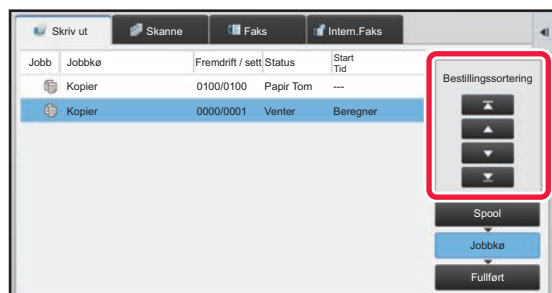 Skriv ut
Skanne
Faks
Intern.Faks
Jobb Jobbkø Fremdrift / sett Status Start Tid
Kopier 0100/0100 Papir Tom ---
Kopier 0000/0001 Venter Beregner
Bestillingssortering
Spool
Jobbkø
Fullført